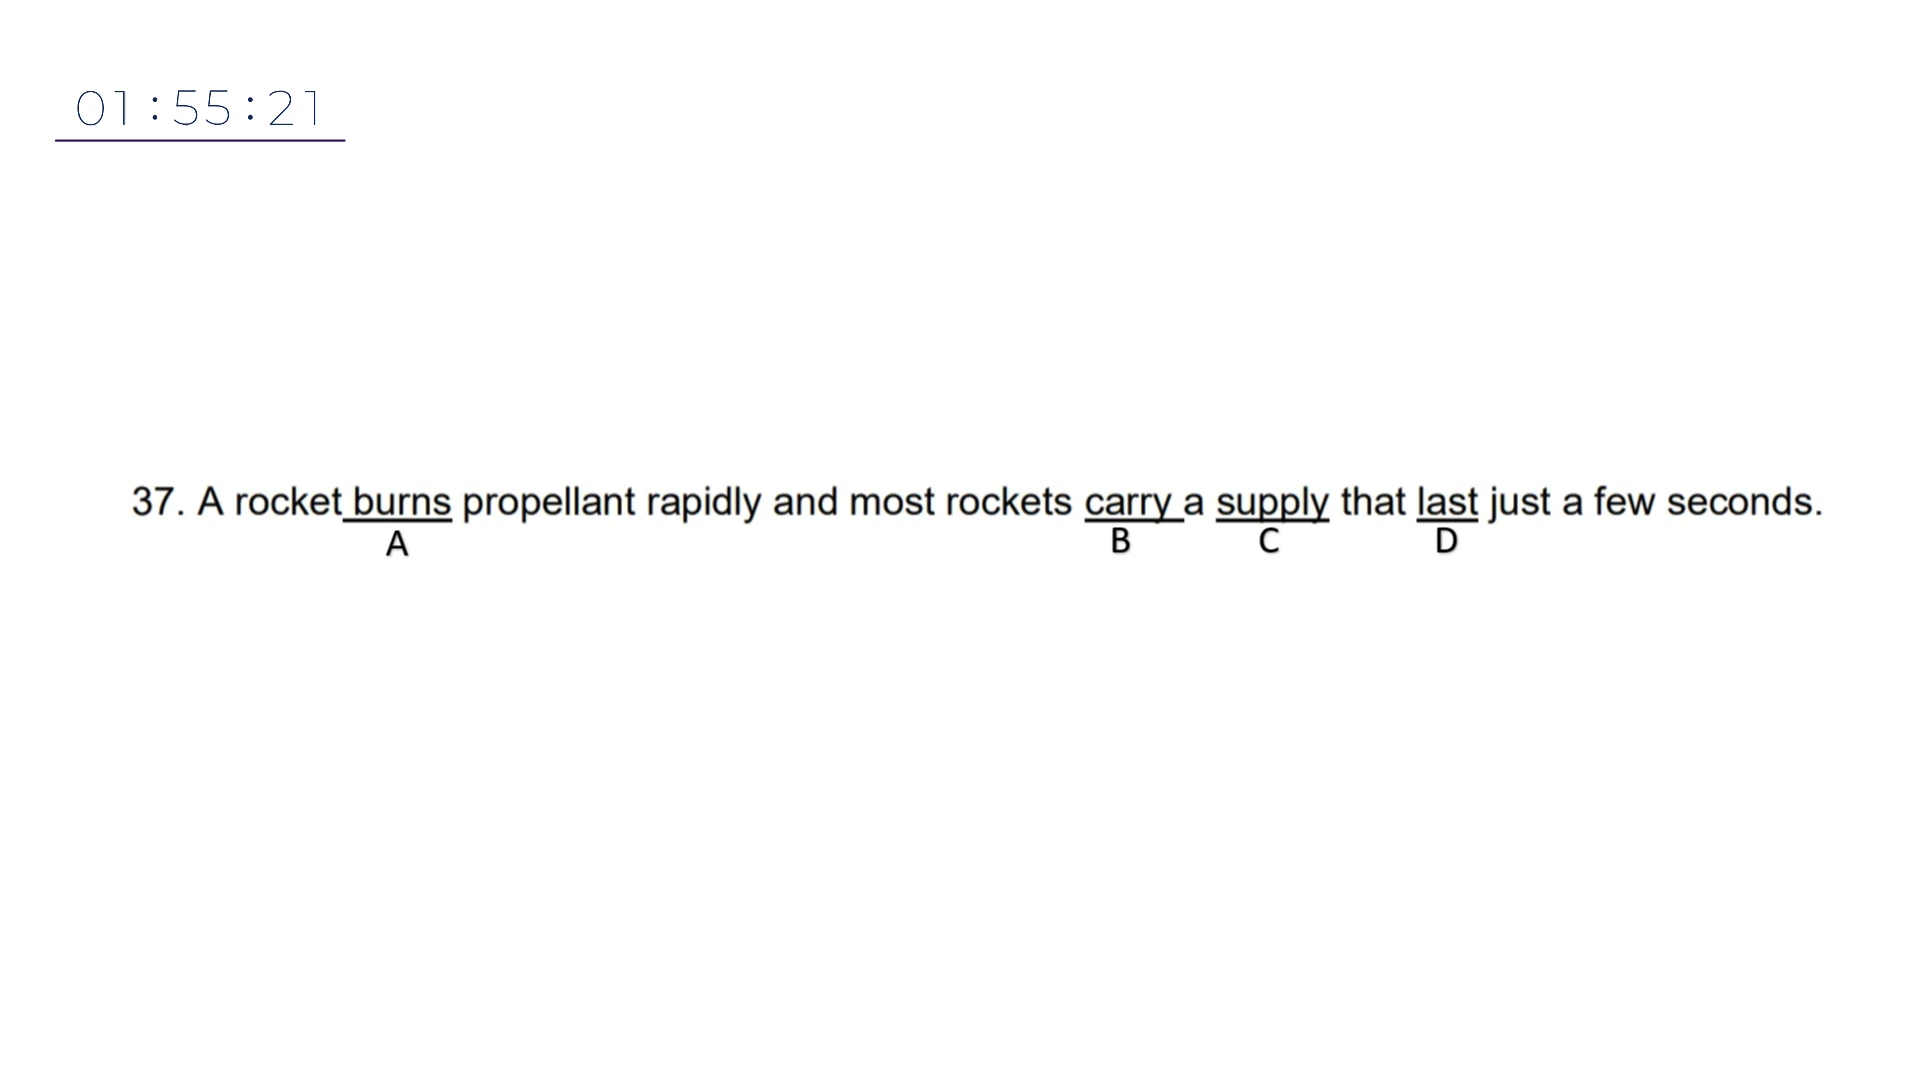 01:55:21
37. A rocket burns propellant rapidly and most rockets carry a supply that last just a few seconds.
A B C D